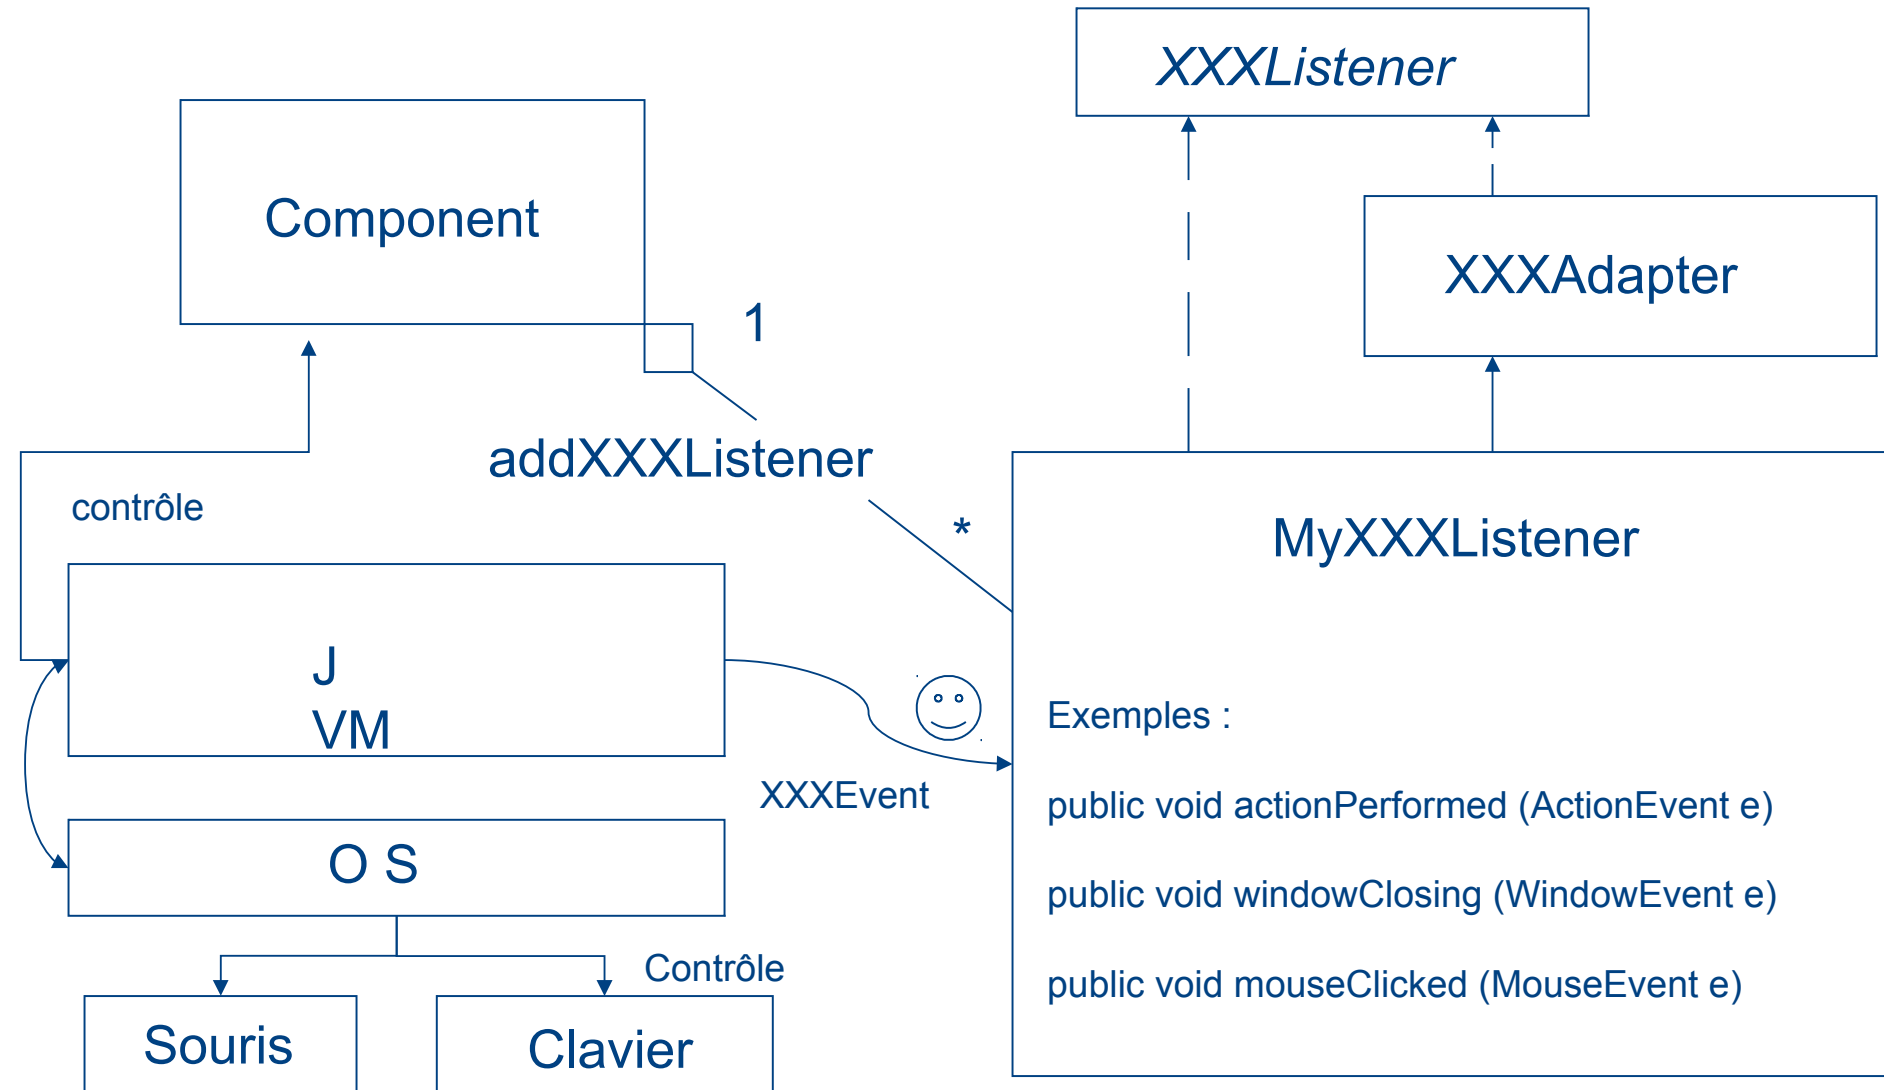 XXXListener
Component
XXXAdapter
1
addXXXListener
contrôle
*
MyXXXListener
J
VM
Exemples :
XXXEvent
public void actionPerformed (ActionEvent e)
O S
public void windowClosing (WindowEvent e)
Contrôle
public void mouseClicked (MouseEvent e)
Souris
Clavier